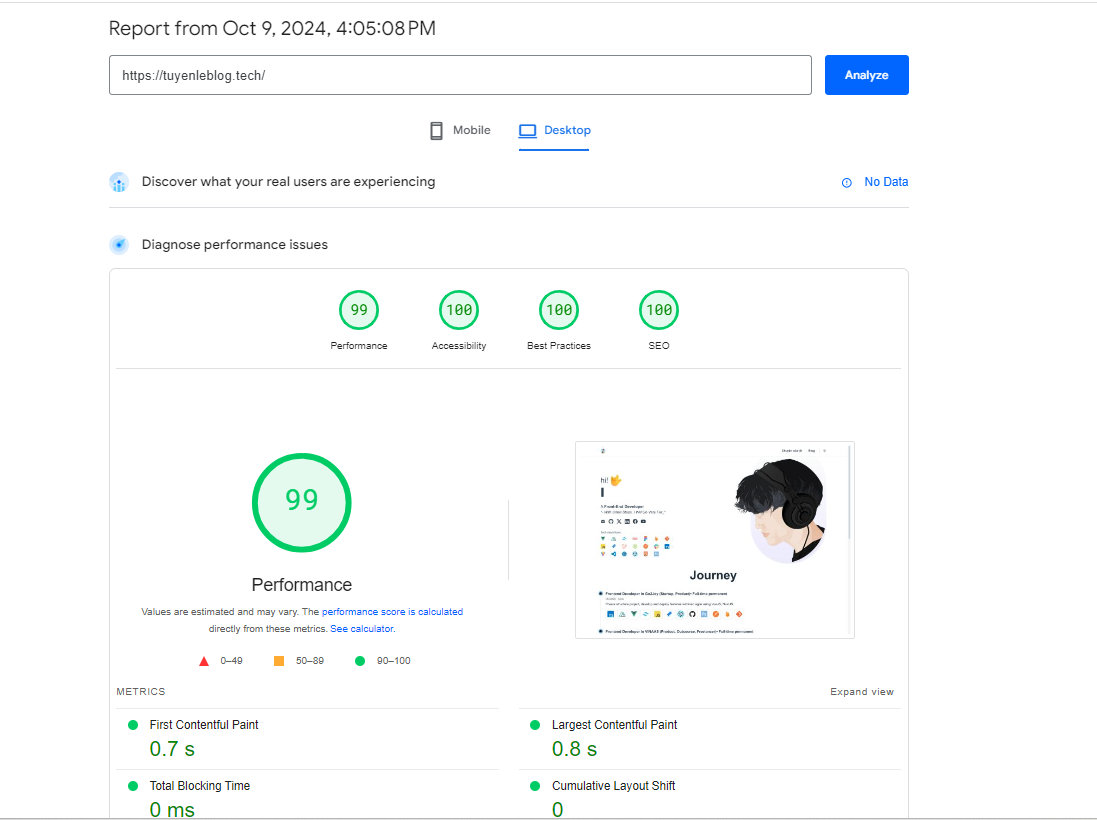 Report from Oct 9, 2024, 4:05:08 PM
https://tuyenleblog.tech/
Analyze
Mobile
Desktop
Discover what your real users are experiencing
No Data
Diagnose performance issues
99
100
100
100
Performance
Accessibility
Best Practices
SEO
99
Performance
Values are estimated and may vary. The performance score is calculated
directly from these metrics. See calculator.
0–49
50–89
90–100
hi!
Journey
METRICS
Expand view
First Contentful Paint
0.7 s
Largest Contentful Paint
0.8 s
Total Blocking Time
0 ms
Cumulative Layout Shift
0